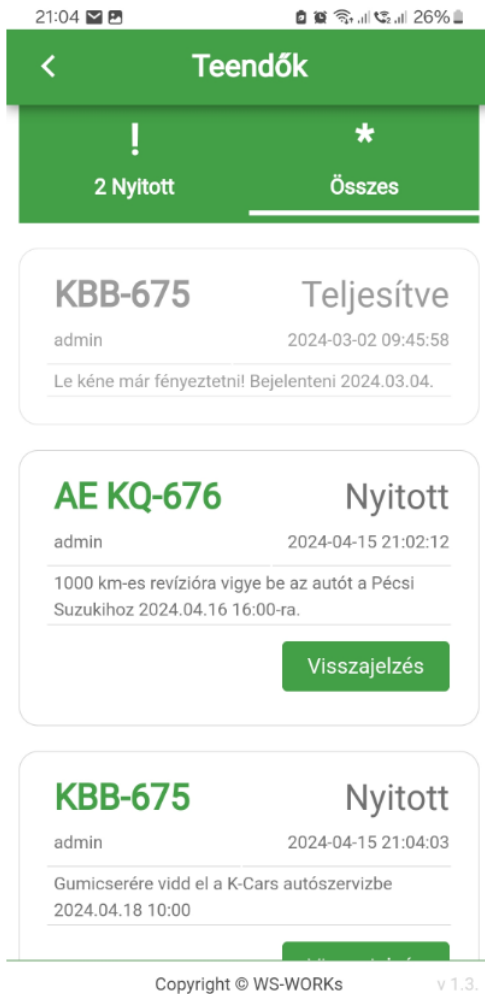 21:04 26%
Teendők
! *
2 Nyitott Összes
KBB-675 Teljesítve
admin 2024-03-02 09:45:58
Le kéne már fényeztetni! Bejelenteni 2024.03.04.
AE KQ-676 Nyitott
admin 2024-04-15 21:02:12
1000 km-es revízióra vigye be az autót a Pécsi
Suzukihoz 2024.04.16 16:00-ra.
Visszajelzés
KBB-675 Nyitott
admin 2024-04-15 21:04:03
Gumicserére vidd el a K-Cars autószervizbe
2024.04.18 10:00
Copyright © WS-WORKs v 1.3.